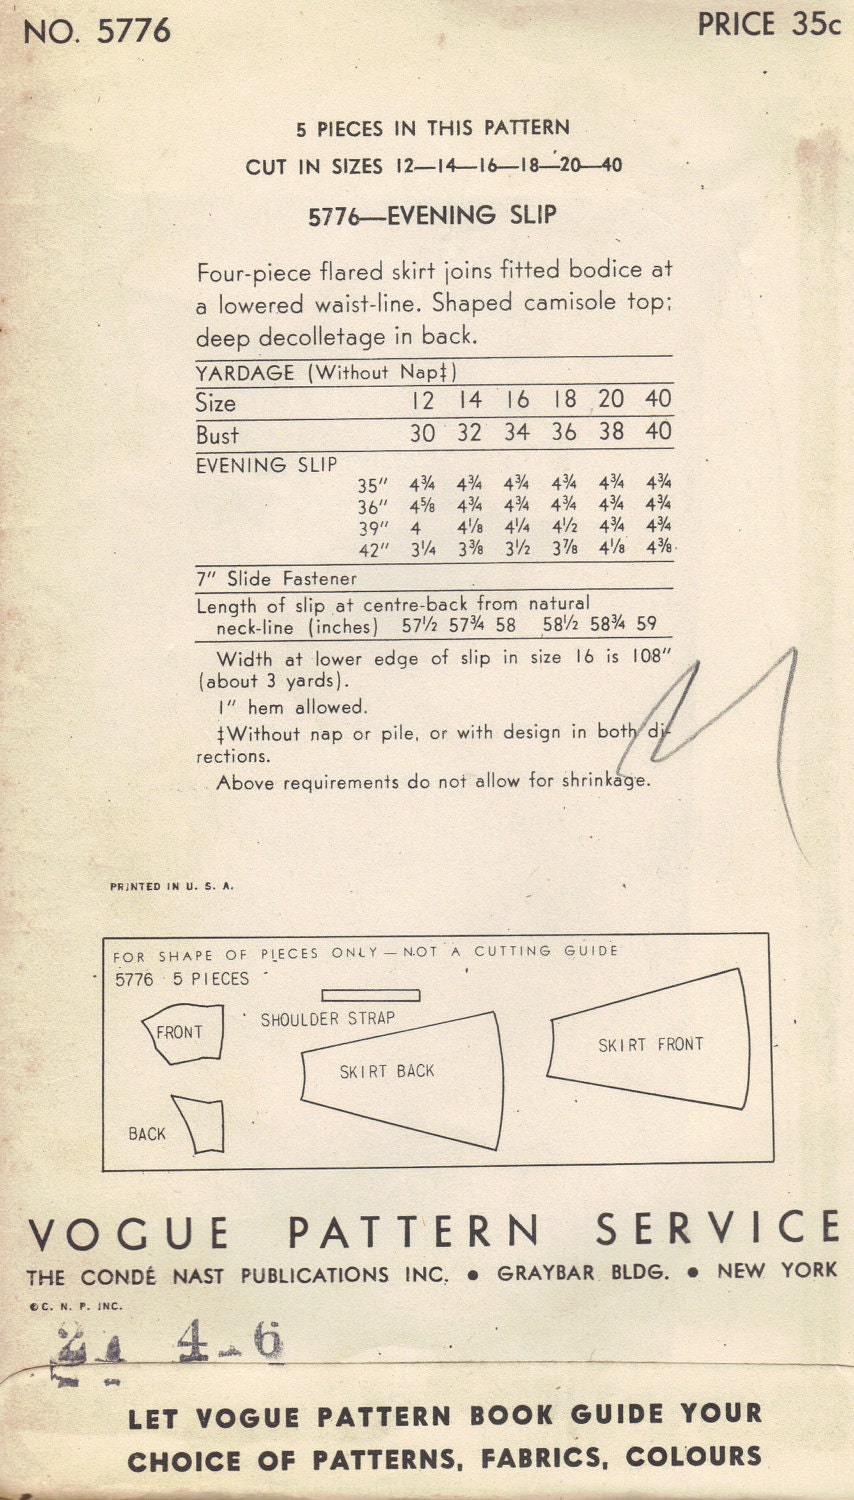 NO. 5776
PRICE 35c
5 PIECES IN THIS PATTERN
CUT IN SIZES 12—14—16—18—20—40
5776—EVENING SLIP
Four-piece flared skirt joins fitted bodice at
a lowered waist-line. Shaped camisole top;
deep decolletage in back.
YARDAGE (Without Nap‡)
Size 12 14 16 18 20 40
Bust 30 32 34 36 38 40
EVENING SLIP
35" 4¾ 4¾ 4¾ 4¾ 4¾ 4¾
36" 4⅝ 4¾ 4¾ 4¾ 4¾ 4¾
39" 4 4⅛ 4¼ 4½ 4¾ 4¾
42" 3¼ 3⅜ 3½ 3⅞ 4⅛ 4⅜
7" Slide Fastener
Length of slip at centre-back from natural
neck-line (inches) 57½ 57¾ 58 58½ 58¾ 59
Width at lower edge of slip in size 16 is 108"
(about 3 yards).
1" hem allowed.
‡Without nap or pile, or with design in both di-
rections.
Above requirements do not allow for shrinkage.
PRINTED IN U. S. A.
FOR SHAPE OF PIECES ONLY — NOT A CUTTING GUIDE
5776 5 PIECES
FRONT
SHOULDER STRAP
SKIRT BACK
SKIRT FRONT
BACK
VOGUE PATTERN SERVICE
THE CONDÉ NAST PUBLICATIONS INC. ● GRAYBAR BLDG. ● NEW YORK
©C. N. P. INC.
4-6
LET VOGUE PATTERN BOOK GUIDE YOUR
CHOICE OF PATTERNS, FABRICS, COLOURS